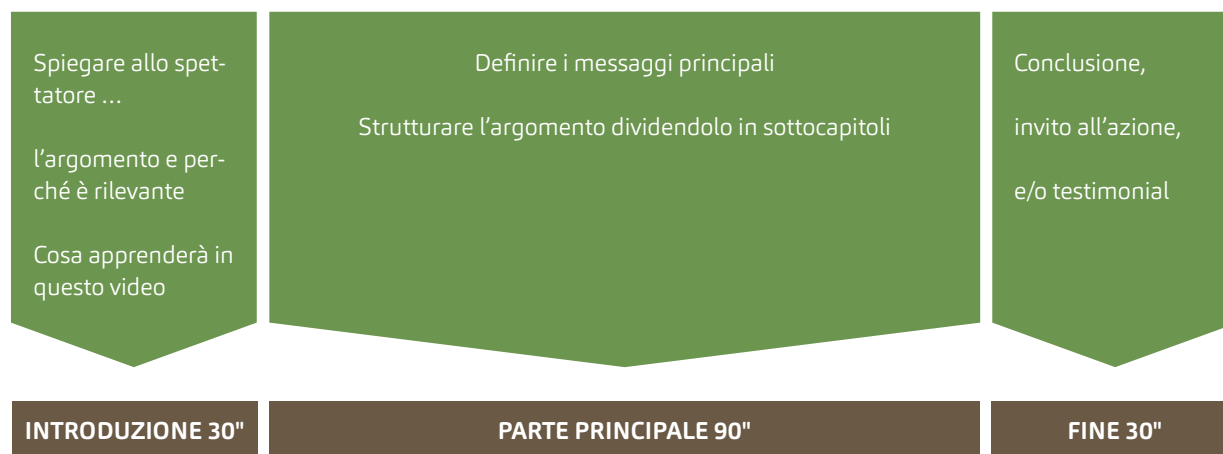 Spiegare allo spet-
tatore ...
l'argomento e per-
ché è rilevante
Cosa apprenderà in
questo video
Definire i messaggi principali
Strutturare l'argomento dividendolo in sottocapitoli
Conclusione,
invito all'azione,
e/o testimonial
INTRODUZIONE 30"
PARTE PRINCIPALE 90"
FINE 30"